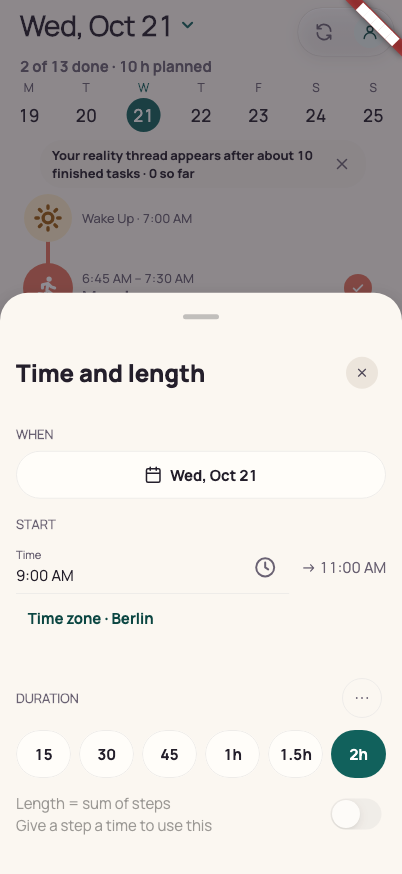 Wed, Oct 21
2 of 13 done · 10 h planned
M T W T F S S
19 20 21 22 23 24 25
Your reality thread appears after about 10
finished tasks · 0 so far
Wake Up · 7:00 AM
6:45 AM – 7:30 AM
Time and length
WHEN
Wed, Oct 21
START
Time
9:00 AM → 11:00 AM
Time zone · Berlin
DURATION
15 30 45 1h 1.5h 2h
Length = sum of steps
Give a step a time to use this